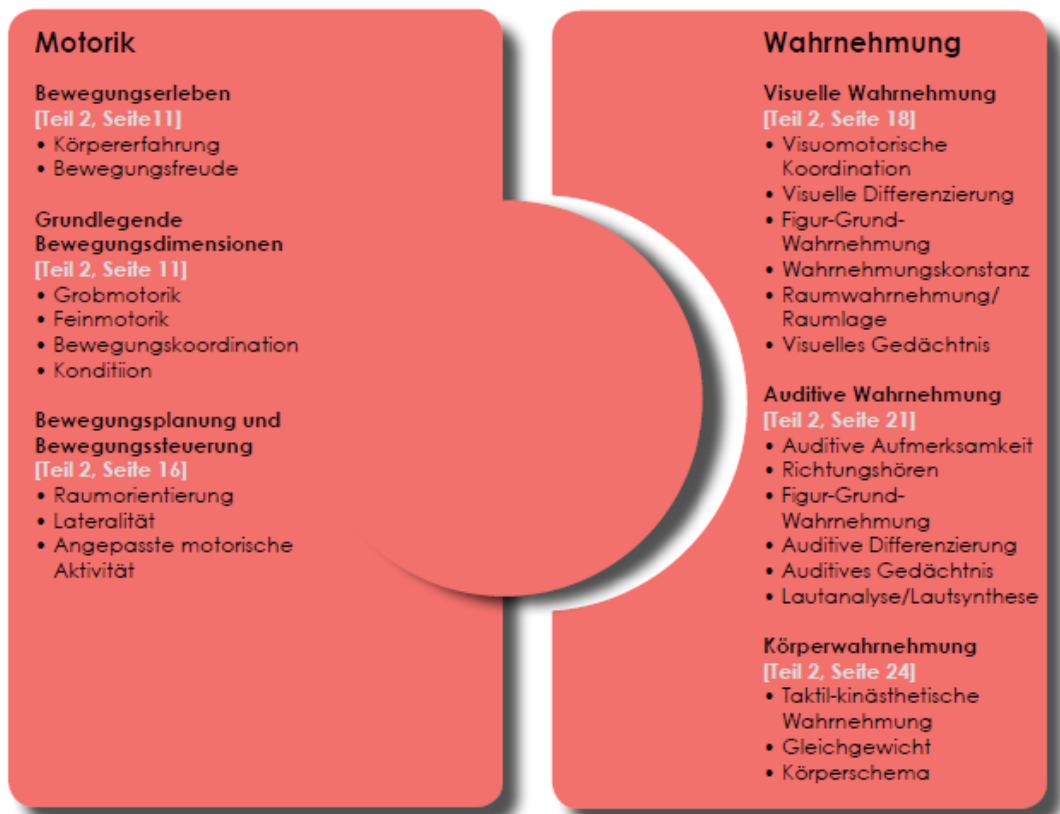 Motorik
Bewegungserleben
[Teil 2, Seite11]
• Körpererfahrung
• Bewegungsfreude
Grundlegende
Bewegungsdimensionen
[Teil 2, Seite 11]
• Grobmotorik
• Feinmotorik
• Bewegungskoordination
• Konditiion
Bewegungsplanung und
Bewegungssteuerung
[Teil 2, Seite 16]
• Raumorientierung
• Lateralität
• Angepasste motorische
Aktivität
Wahrnehmung
Visuelle Wahrnehmung
[Teil 2, Seite 18]
• Visuomotorische
Koordination
• Visuelle Differenzierung
• Figur-Grund-
Wahrnehmung
• Wahrnehmungskonstanz
• Raumwahrnehmung/
Raumlage
• Visuelles Gedächtnis
Auditive Wahrnehmung
[Teil 2, Seite 21]
• Auditive Aufmerksamkeit
• Richtungshören
• Figur-Grund-
Wahrnehmung
• Auditive Differenzierung
• Auditives Gedächtnis
• Lautanalyse/Lautsynthese
Körperwahrnehmung
[Teil 2, Seite 24]
• Taktil-kinästhetische
Wahrnehmung
• Gleichgewicht
• Körperschema